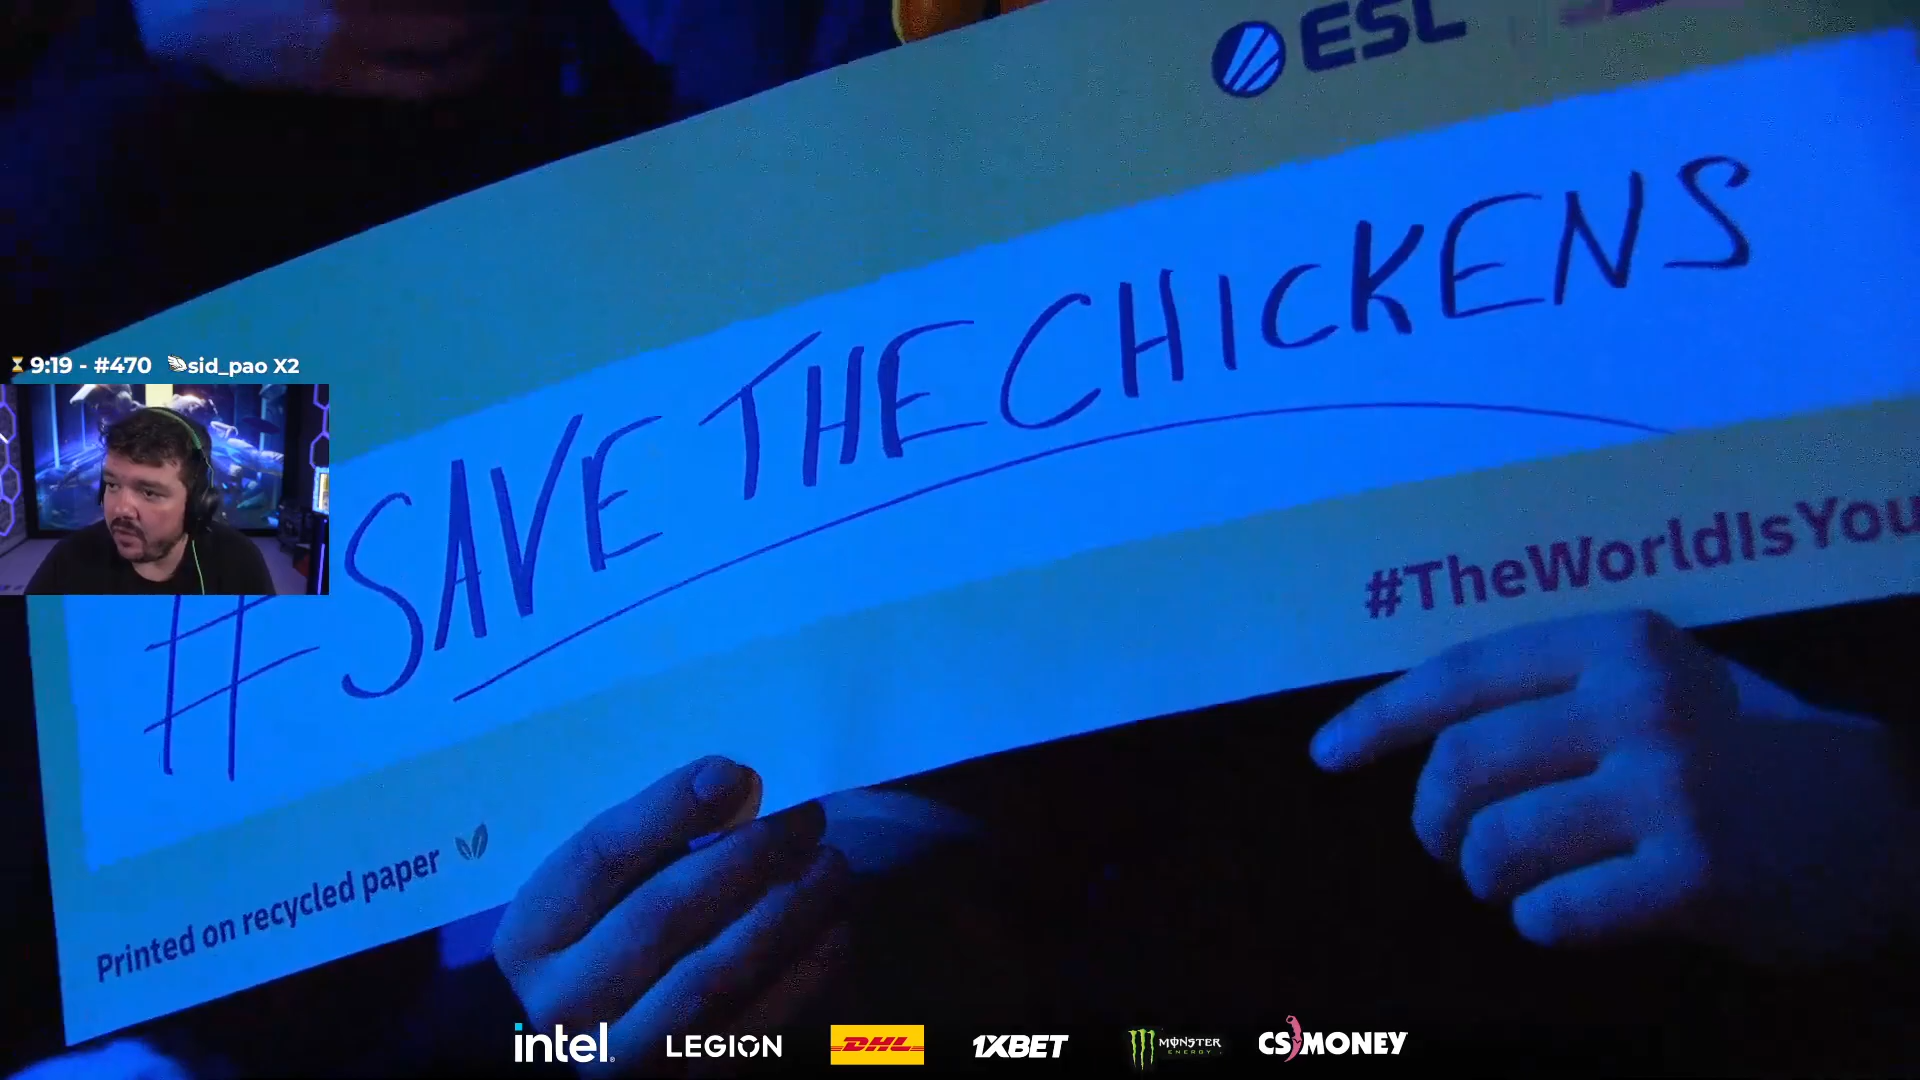 ESL
#SAVE THE CHICKENS
9:19 - #470 sid_pao X2
#TheWorldIsYou
Printed on recycled paper
intel. LEGION DHL 1XBET MONSTER ENERGY CS MONEY